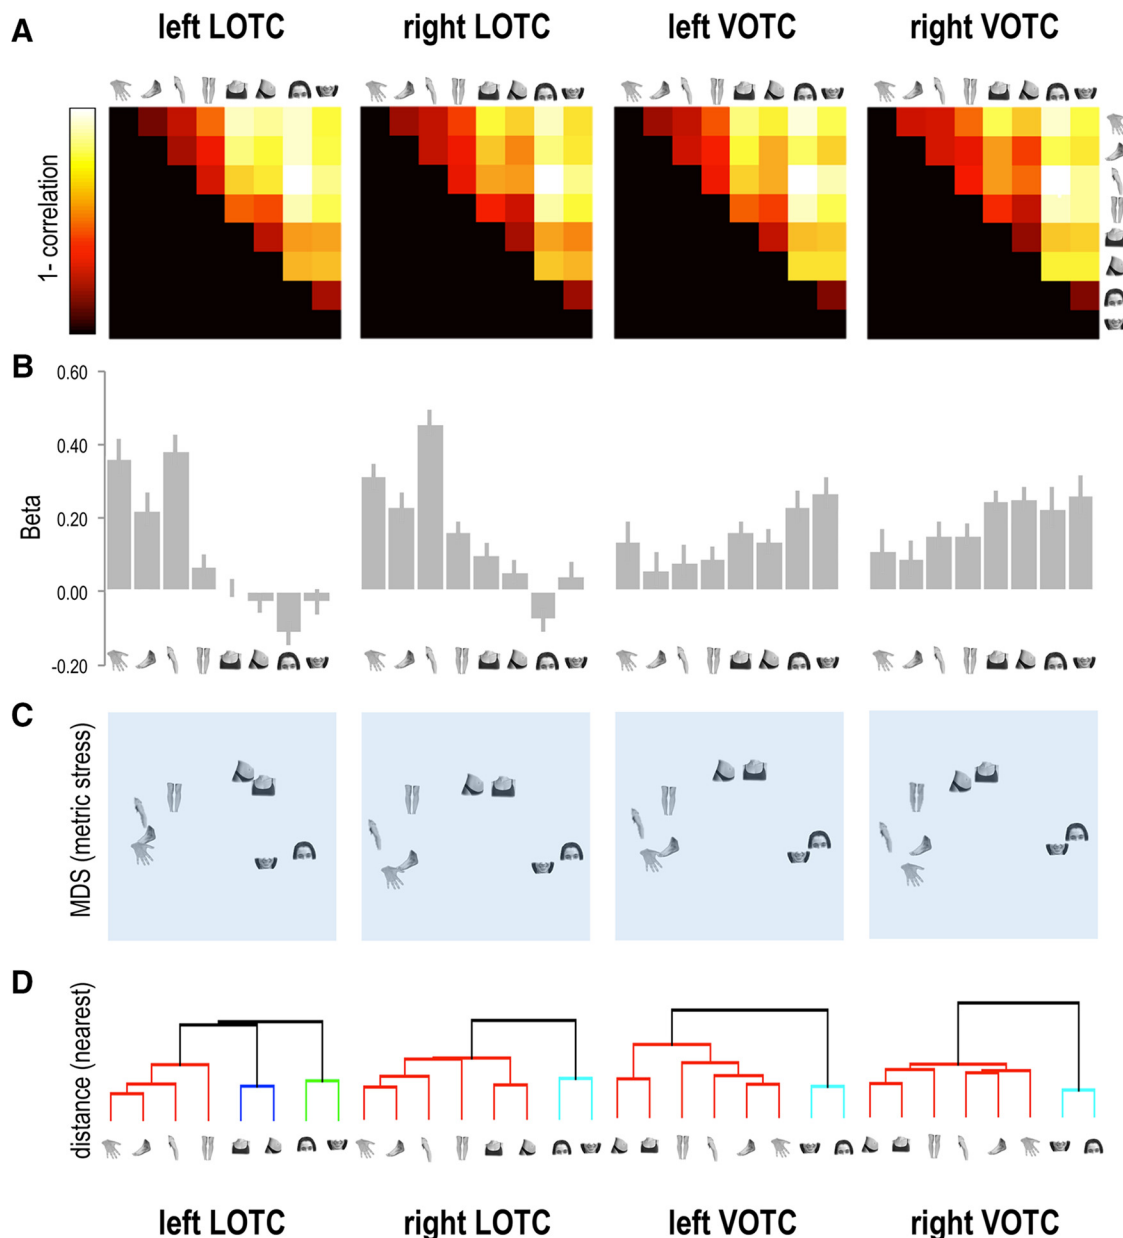 A
left LOTC
right LOTC
left VOTC
right VOTC
1- correlation
B
0.60
0.40
0.20
0.00
-0.20
Beta
C
MDS (metric stress)
D
distance (nearest)
left LOTC
right LOTC
left VOTC
right VOTC